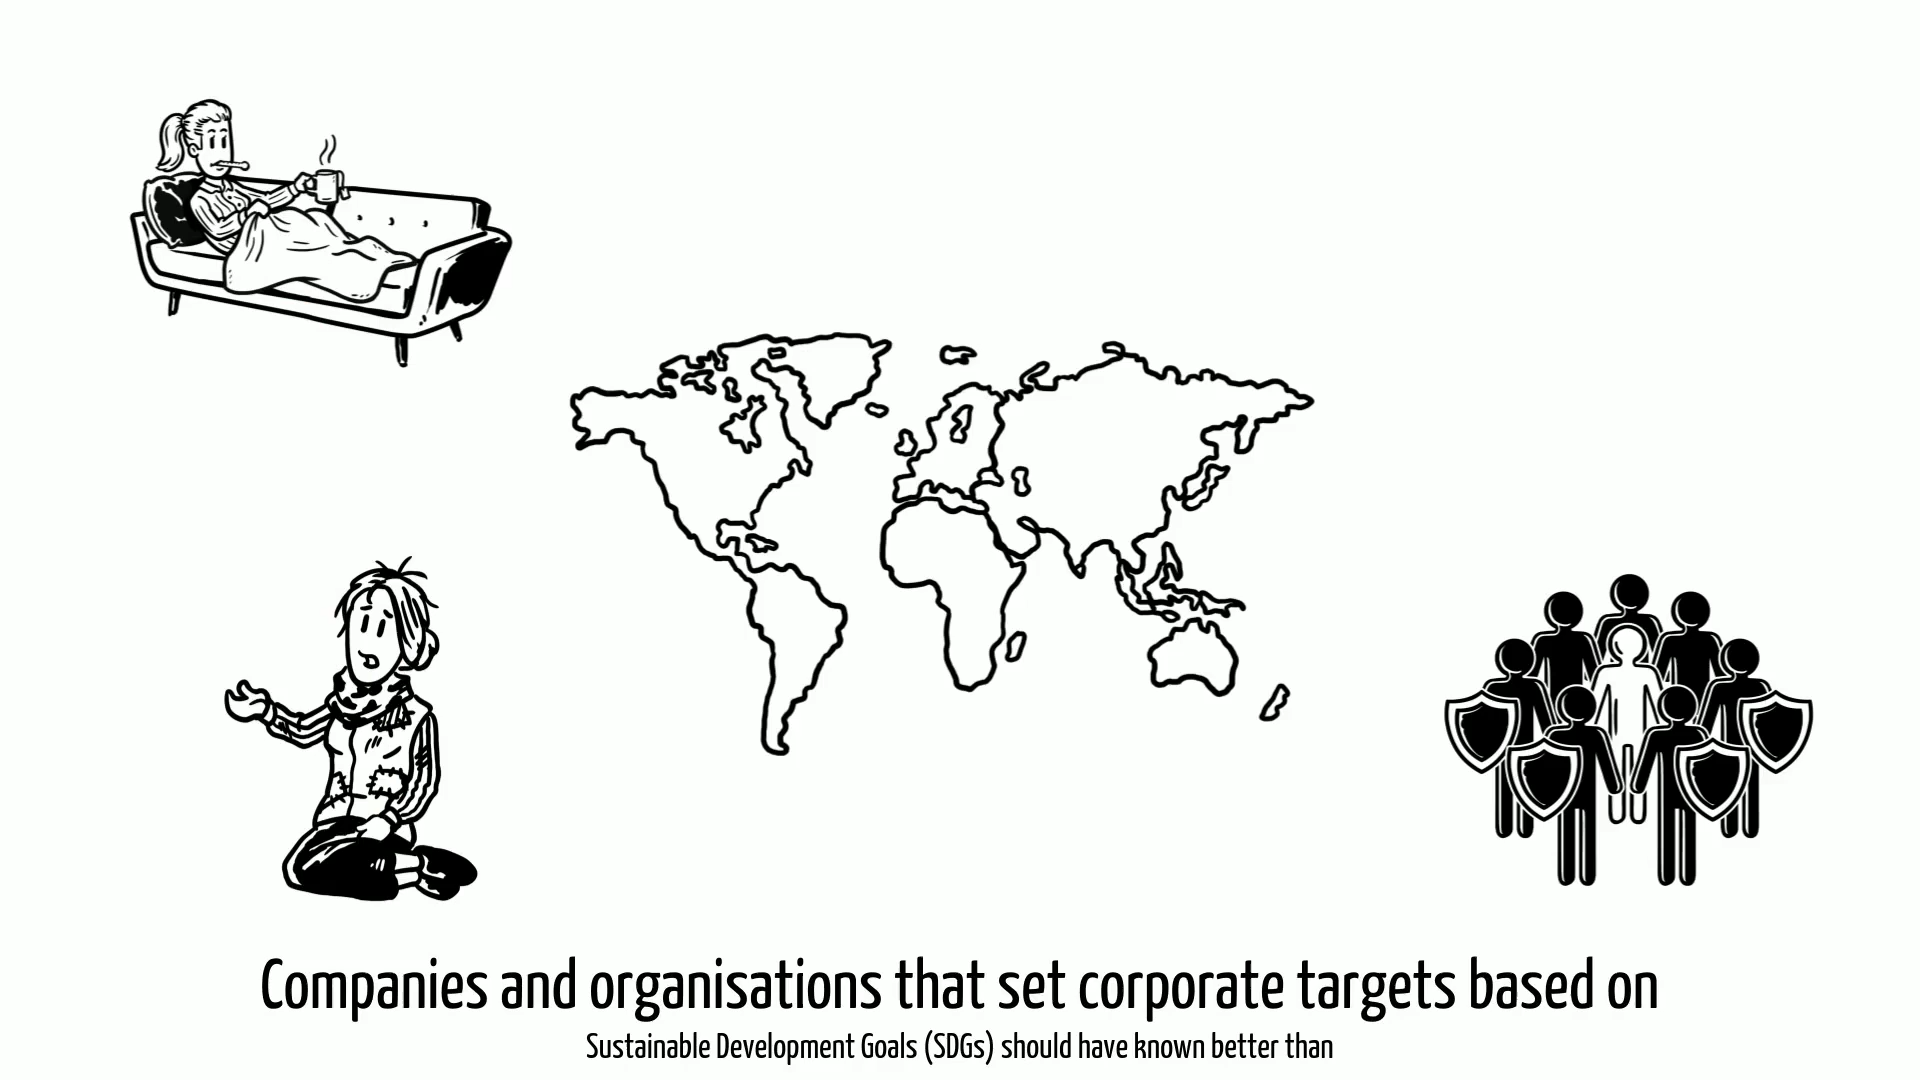 Companies and organisations that set corporate targets based on
Sustainable Development Goals (SDGs) should have known better than